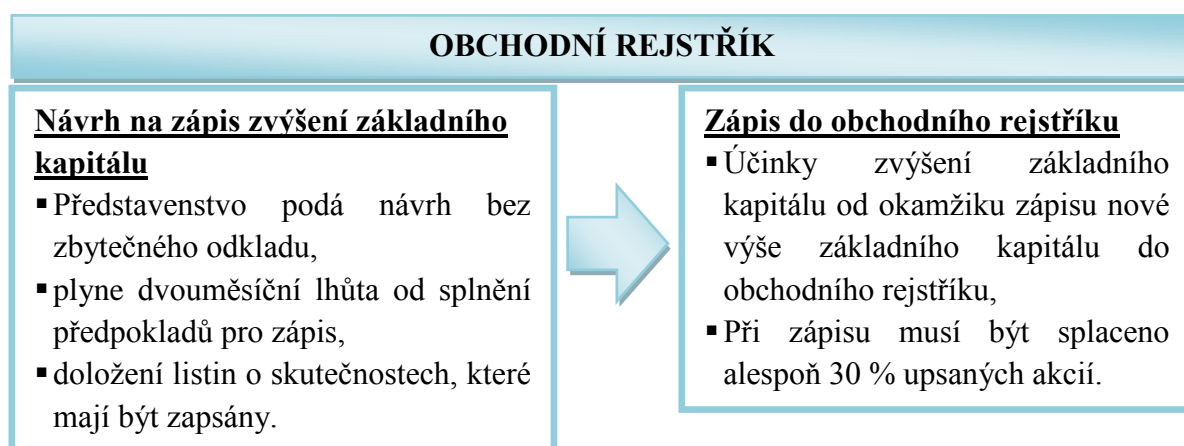 OBCHODNÍ REJSTŘÍK
Návrh na zápis zvýšení základního
kapitálu
▪Představenstvo podá návrh bez
zbytečného odkladu,
▪plyne dvouměsíční lhůta od splnění
předpokladů pro zápis,
▪doložení listin o skutečnostech, které
mají být zapsány.
Zápis do obchodního rejstříku
▪Účinky zvýšení základního
kapitálu od okamžiku zápisu nové
výše základního kapitálu do
obchodního rejstříku,
▪Při zápisu musí být splaceno
alespoň 30 % upsaných akcií.